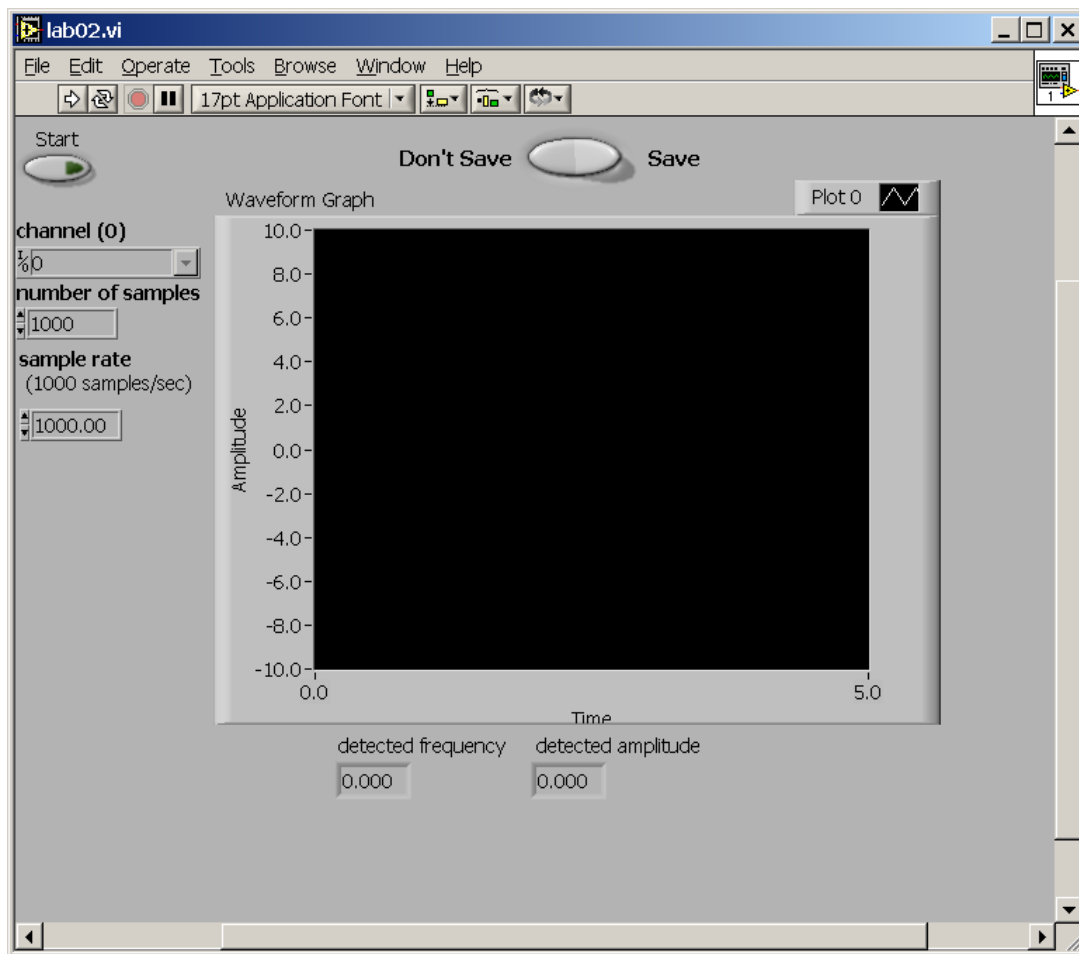 lab02.vi
File Edit Operate Tools Browse Window Help
17pt Application Font
1
Start
Don't Save Save
Waveform Graph
Plot 0
channel (0)
0
number of samples
1000
sample rate
(1000 samples/sec)
1000.00
Amplitude
10.0
8.0
6.0
4.0
2.0
0.0
-2.0
-4.0
-6.0
-8.0
-10.0
0.0 5.0
Time
detected frequency detected amplitude
0.000 0.000